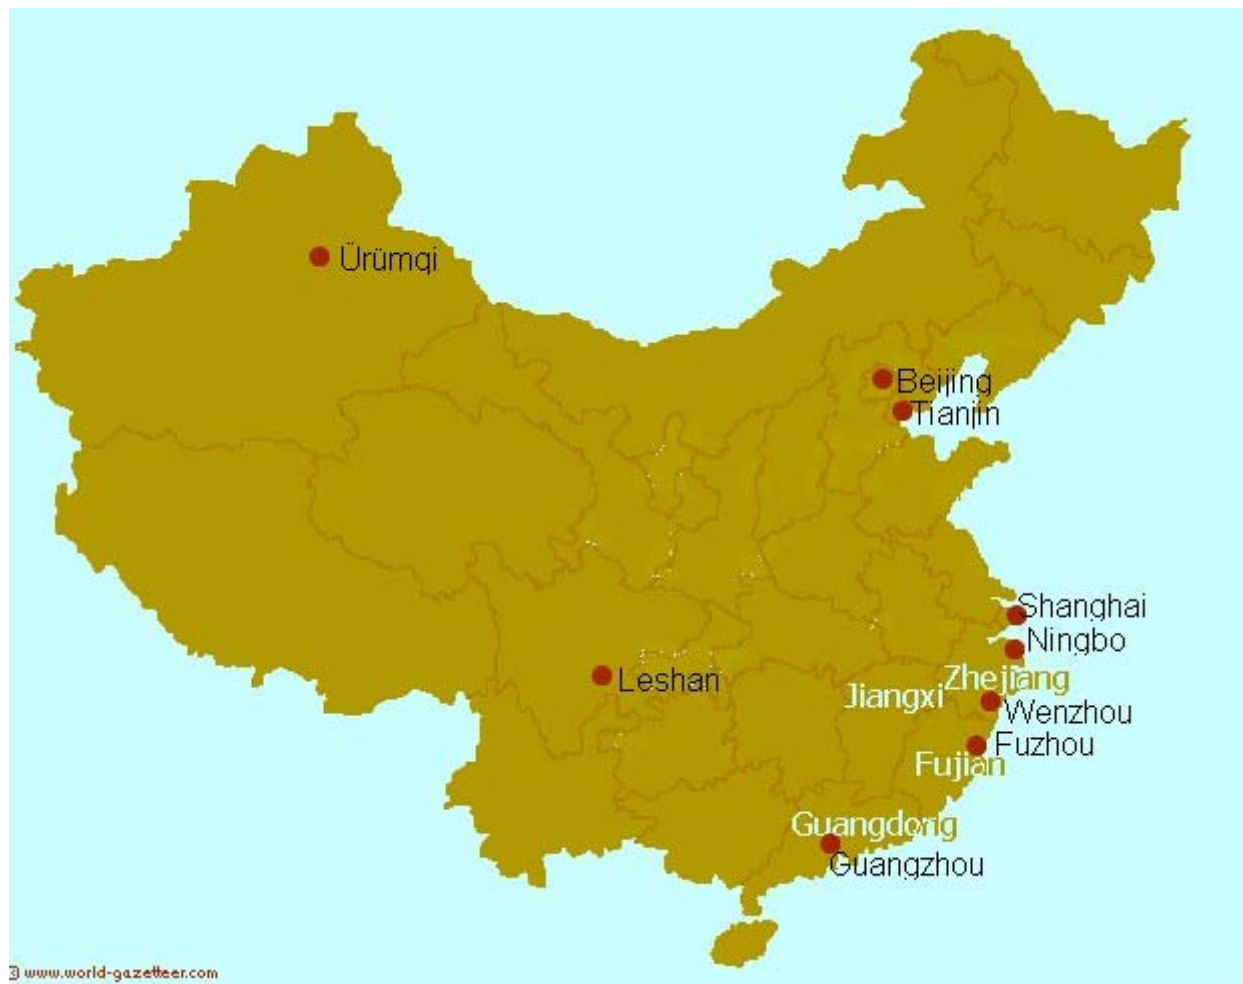 Ürümqi
Beijing
Tianjin
Shanghai
Ningbo
Zhejiang
Leshan
Jiangxi
Wenzhou
Fuzhou
Fujian
Guangdong
Guangzhou
www.world-gazetteer.com